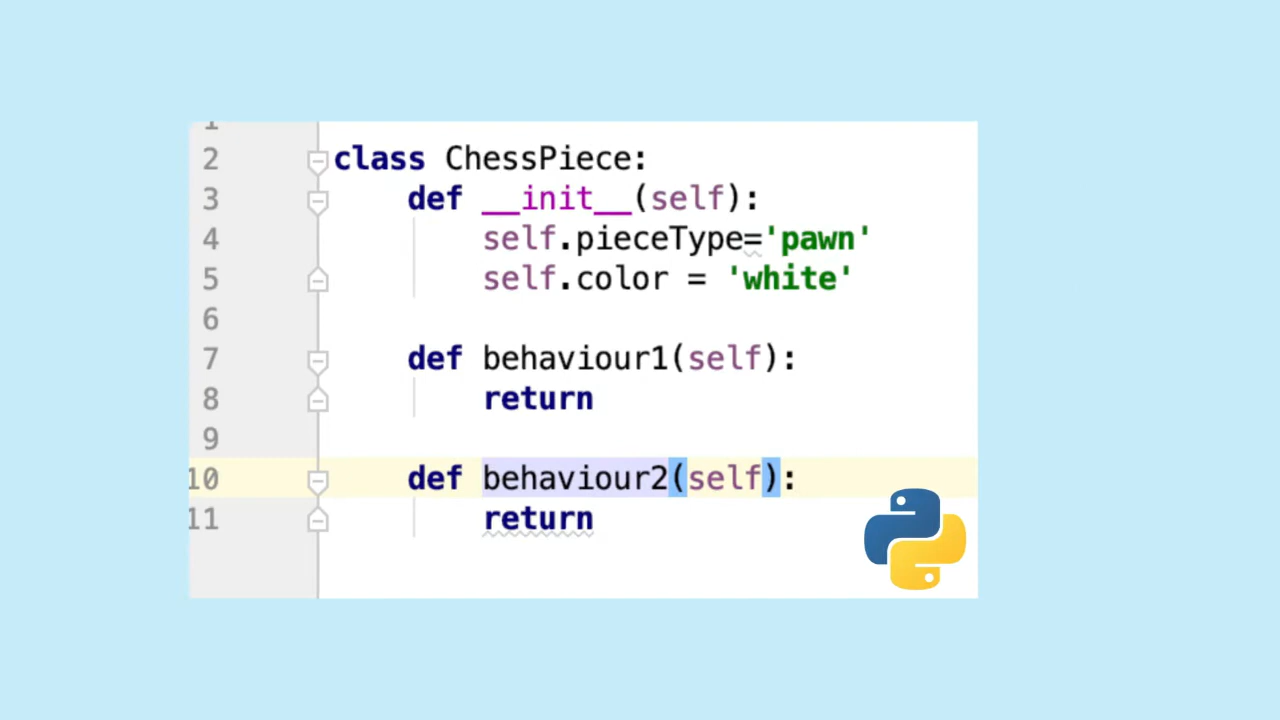 1
2 class ChessPiece:
3 def __init__(self):
4 self.pieceType='pawn'
5 self.color = 'white'
6
7 def behaviour1(self):
8 return
9
10 def behaviour2(self):
11 return